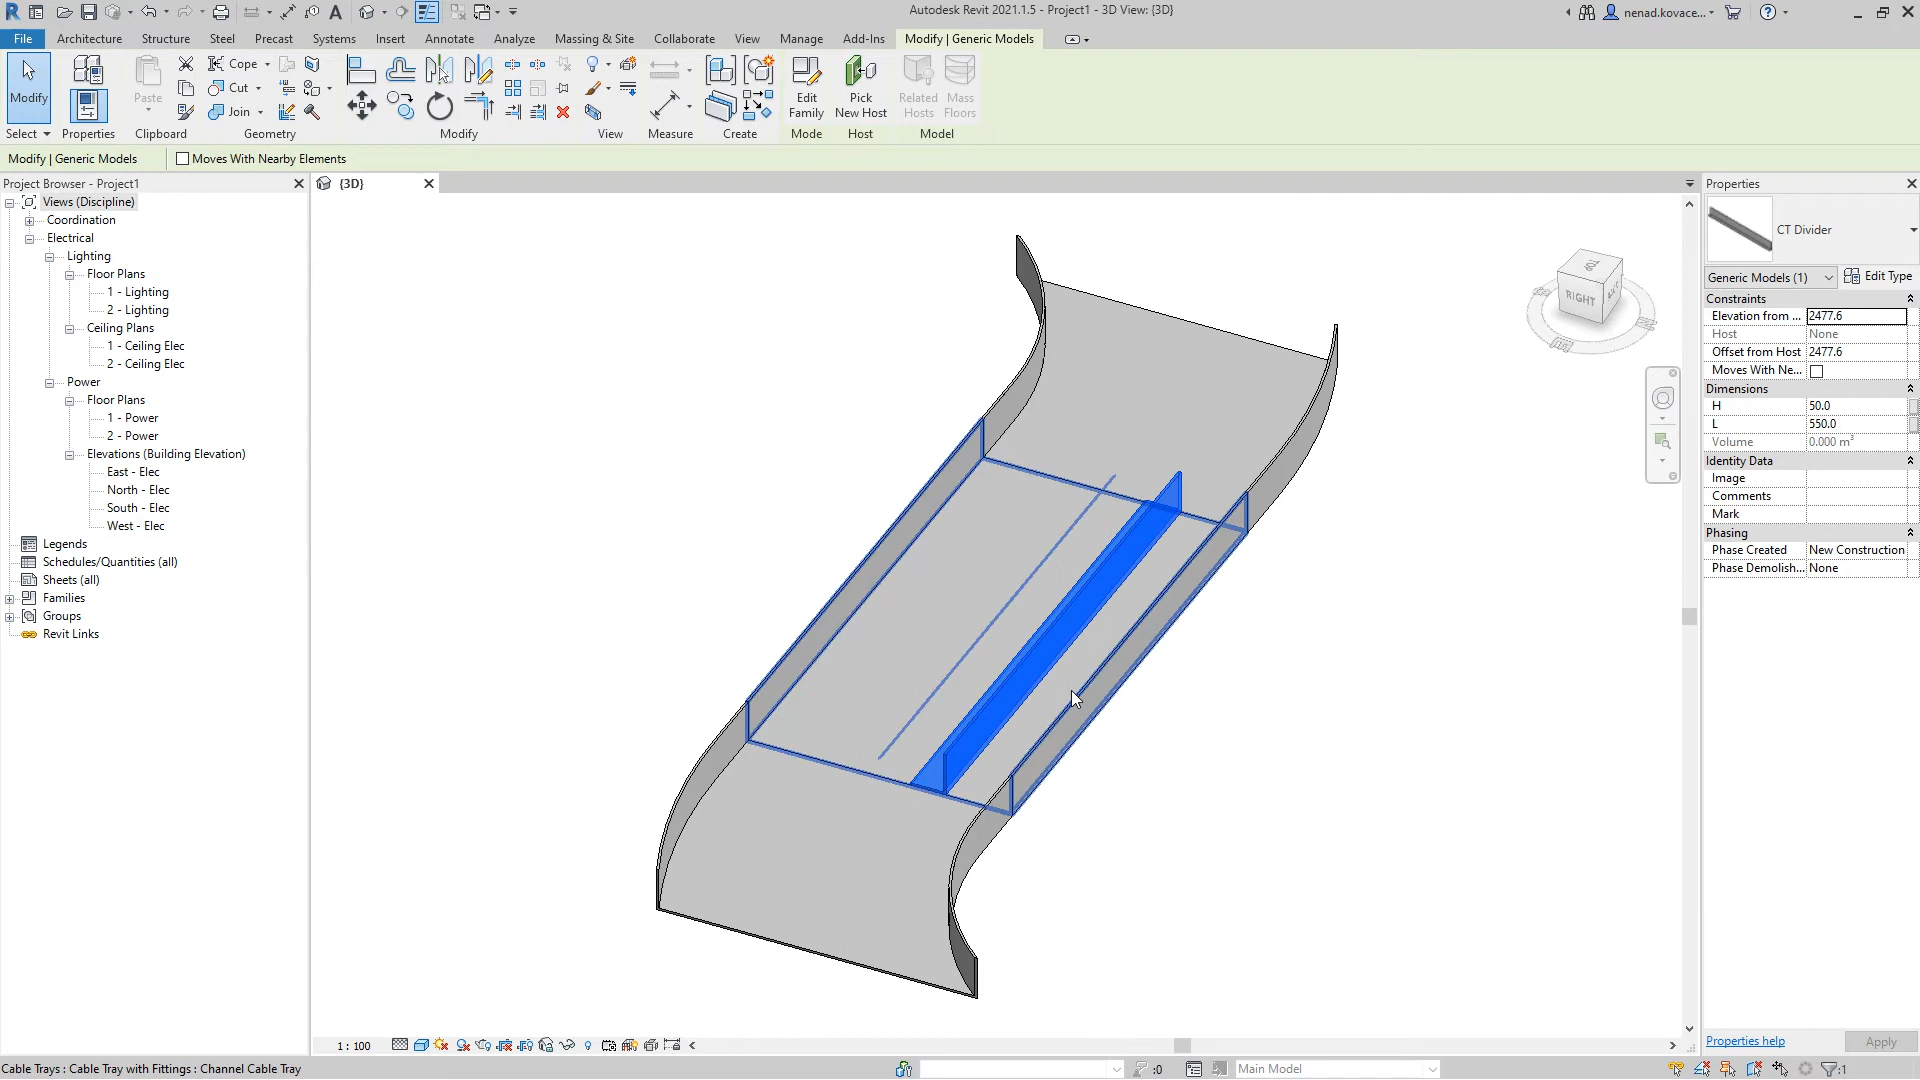 Autodesk Revit 2021.1.5 - Project1 - 3D View: {3D}
nenad.kovace...
File Architecture Structure Steel Precast Systems Insert Annotate Analyze Massing & Site Collaborate View Manage Add-Ins Modify | Generic Models
Modify
Paste
Cope
Cut
Join
Edit
Family
Pick
New Host
Related
Hosts
Mass
Floors
Select Properties Clipboard Geometry Modify View Measure Create Mode Host Model
Modify | Generic Models
Moves With Nearby Elements
Project Browser - Project1
Views (Discipline)
Coordination
Electrical
Lighting
Floor Plans
1 - Lighting
2 - Lighting
Ceiling Plans
1 - Ceiling Elec
2 - Ceiling Elec
Power
Floor Plans
1 - Power
2 - Power
Elevations (Building Elevation)
East - Elec
North - Elec
South - Elec
West - Elec
Legends
Schedules/Quantities (all)
Sheets (all)
Families
Groups
Revit Links
{3D}
TOP
RIGHT
Properties
CT Divider
Generic Models (1)
Edit Type
Constraints
Elevation from ... 2477.6
Host None
Offset from Host 2477.6
Moves With Ne...
Dimensions
H 50.0
L 550.0
Volume 0.000 m³
Identity Data
Image
Comments
Mark
Phasing
Phase Created New Construction
Phase Demolish... None
Properties help
Apply
1 : 100
Cable Trays : Cable Tray with Fittings : Channel Cable Tray
:0
Main Model
:1